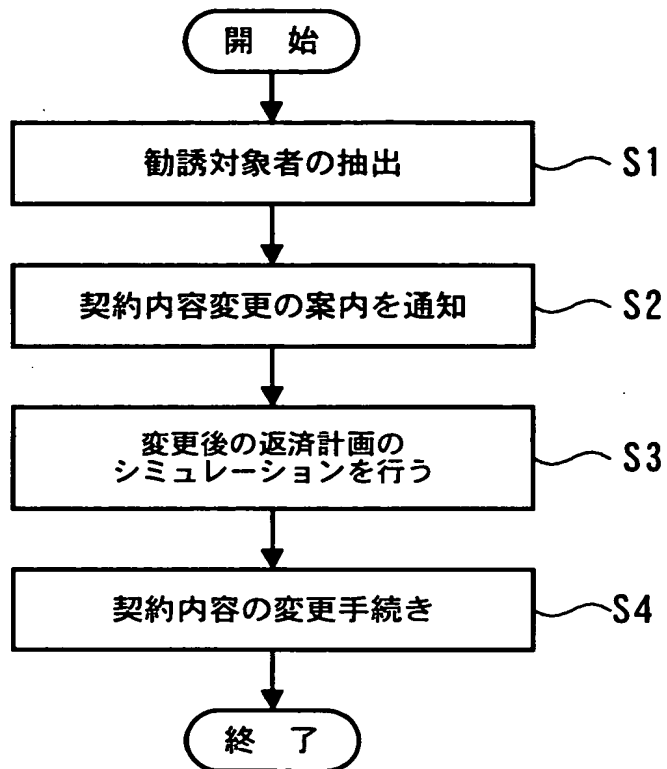 開 始
勧誘対象者の抽出
S1
契約内容変更の案内を通知
S2
変更後の返済計画の
シミュレーションを行う
S3
契約内容の変更手続き
S4
終 了